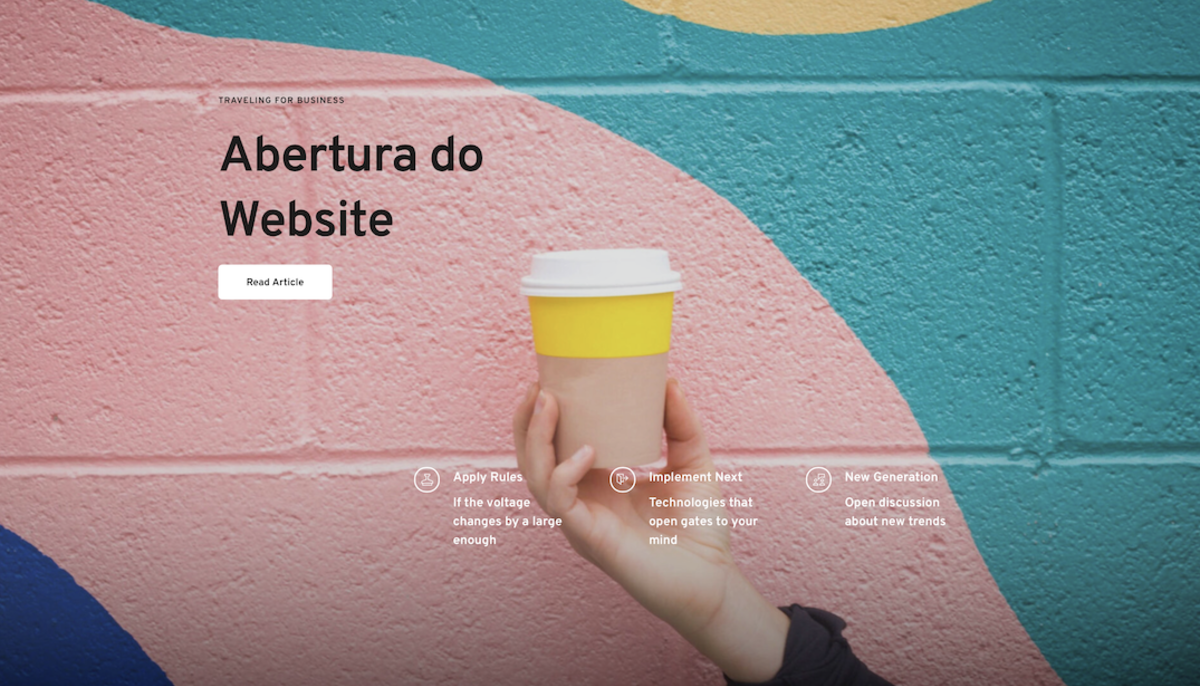 TRAVELING FOR BUSINESS
Abertura do
Website
Read Article
Apply Rules
If the voltage
changes by a large
enough
Implement Next
Technologies that
open gates to your
mind
New Generation
Open discussion
about new trends